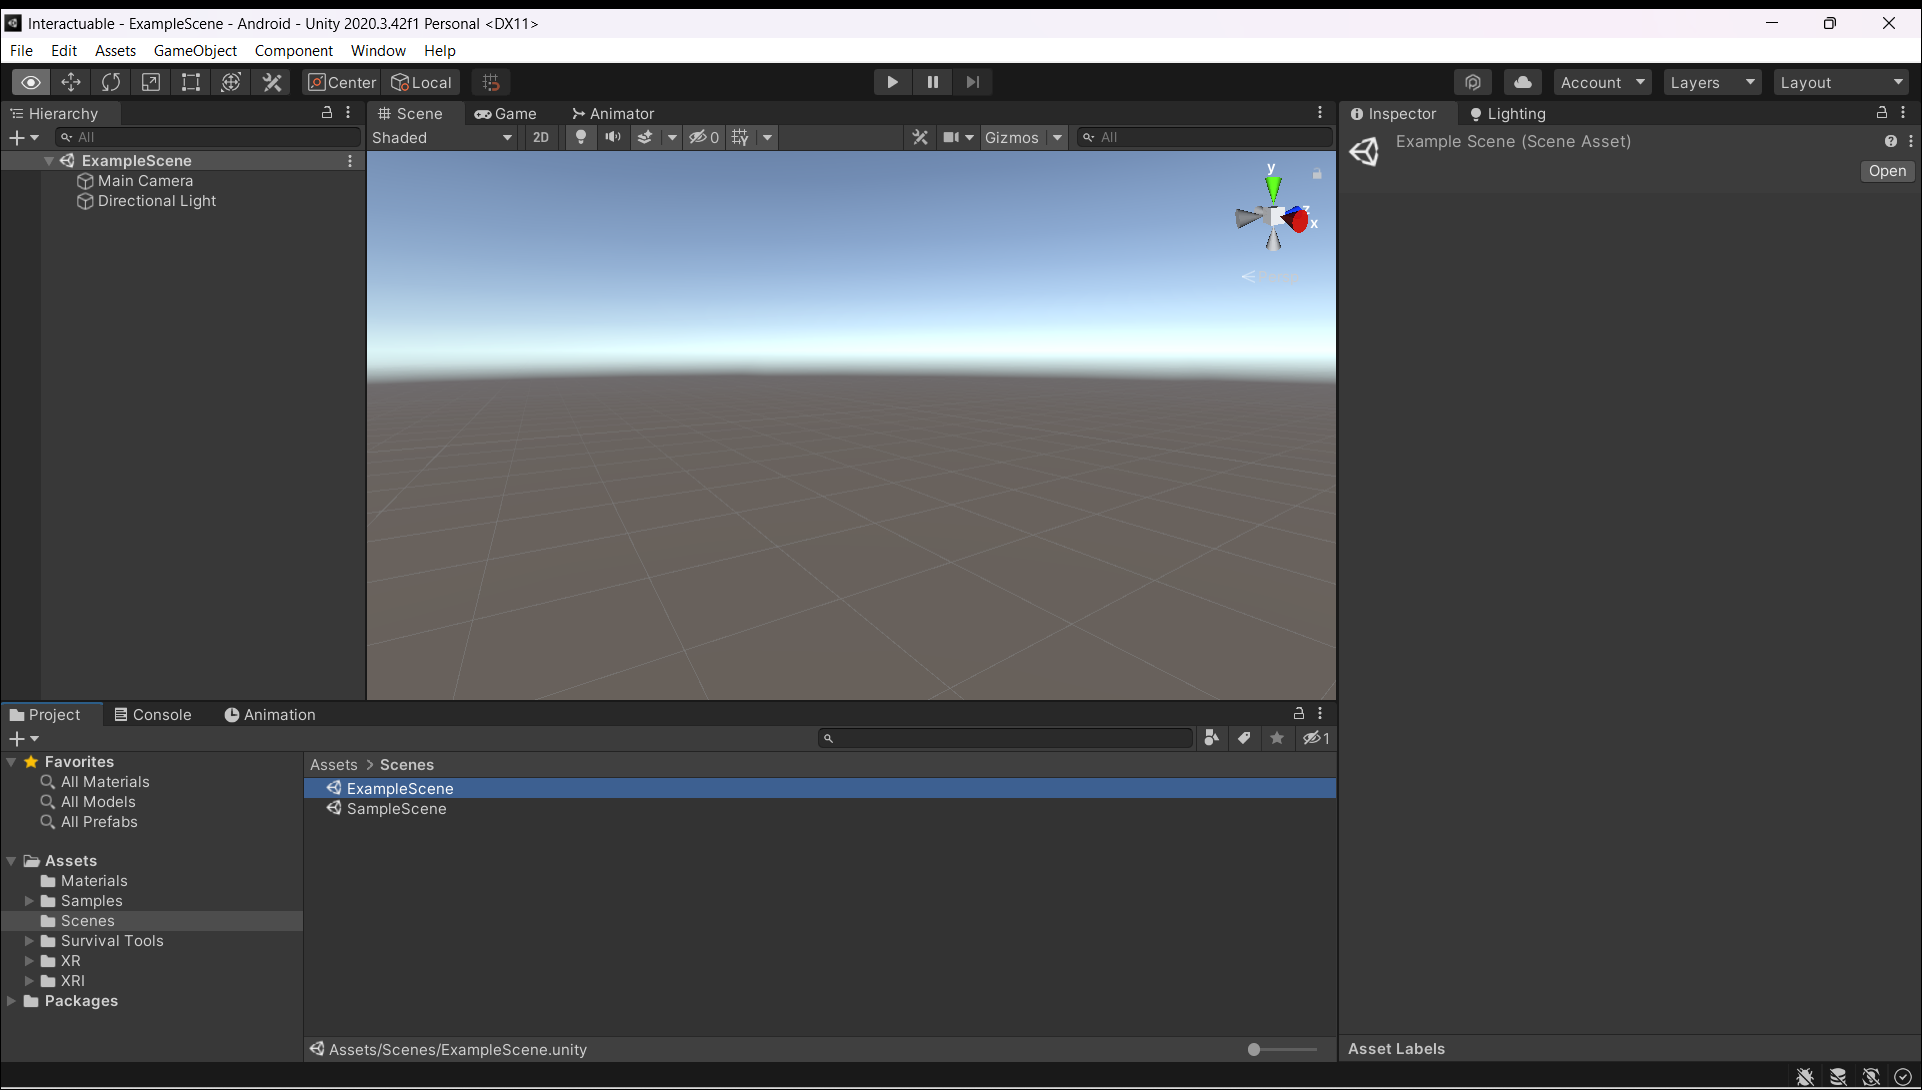 Interactuable - ExampleScene - Android - Unity 2020.3.42f1 Personal <DX11>
File Edit Assets GameObject Component Window Help
Center Local Account Layers Layout
Hierarchy
All
ExampleScene
Main Camera
Directional Light
Scene Game Animator
Shaded 2D 0 Gizmos All
y
z
x
Inspector Lighting
Example Scene (Scene Asset)
Open
Project Console Animation
1
Favorites
All Materials
All Models
All Prefabs
Assets
Materials
Samples
Scenes
Survival Tools
XR
XRI
Packages
Assets > Scenes
ExampleScene
SampleScene
Assets/Scenes/ExampleScene.unity
Asset Labels